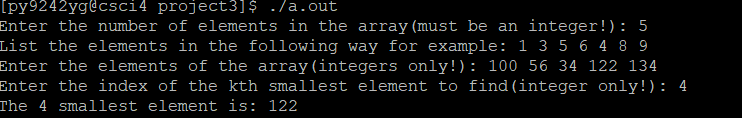 [py9242yg@csci4 project3]$ ./a.out
Enter the number of elements in the array(must be an integer!): 5
List the elements in the following way for example: 1 3 5 6 4 8 9
Enter the elements of the array(integers only!): 100 56 34 122 134
Enter the index of the kth smallest element to find(integer only!): 4
The 4 smallest element is: 122